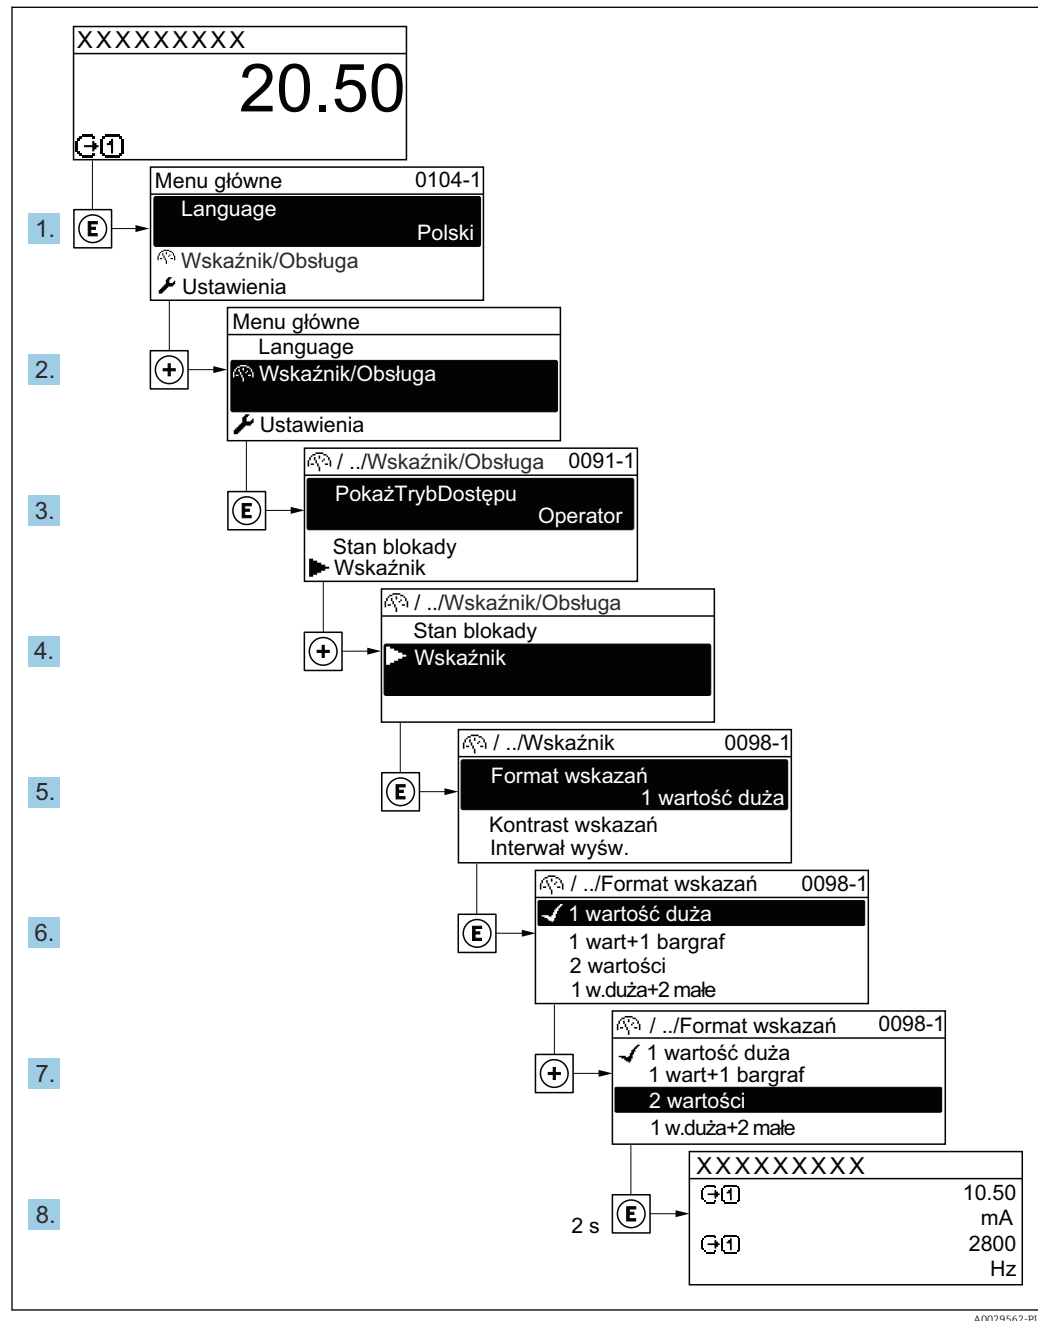 XXXXXXXXX
20.50
1
Menu główne 0104-1
Language
Polski
1. E
Wskaźnik/Obsługa
Ustawienia
Menu główne
Language
2. +
Wskaźnik/Obsługa
Ustawienia
/ ../Wskaźnik/Obsługa 0091-1
PokażTrybDostępu
3. E
Operator
Stan blokady
Wskaźnik
/ ../Wskaźnik/Obsługa
Stan blokady
4. +
Wskaźnik
/ ../Wskaźnik 0098-1
Format wskazań
5. E
1 wartość duża
Kontrast wskazań
Interwał wyśw.
/ ../Format wskazań 0098-1
1 wartość duża
6. E
1 wart+1 bargraf
2 wartości
1 w.duża+2 małe
/ ../Format wskazań 0098-1
1 wartość duża
7. +
1 wart+1 bargraf
2 wartości
1 w.duża+2 małe
XXXXXXXXX
1 10.50
mA
8. 2 s E
1 2800
Hz
A0029562-PL